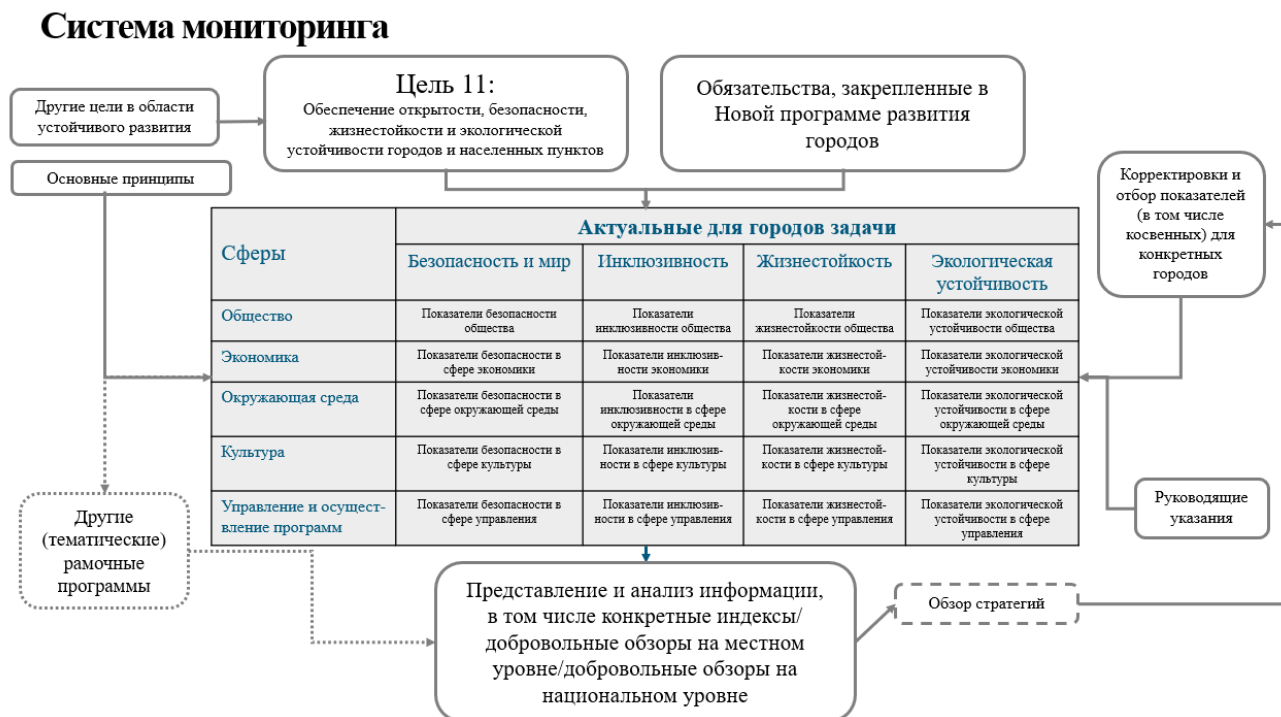 Система мониторинга
Другие цели в области
устойчивого развития
Цель 11:
Обеспечение открытости, безопасности,
жизнестойкости и экологической
устойчивости городов и населенных пунктов
Обязательства, закрепленные в
Новой программе развития
городов
Основные принципы
Корректировки и
отбор показателей
(в том числе
косвенных) для
конкретных
городов
Сферы
Актуальные для городов задачи
Безопасность и мир
Инклюзивность
Жизнестойкость
Экологическая
устойчивость
Общество
Показатели безопасности
общества
Показатели
инклюзивности общества
Показатели
жизнестойкости общества
Показатели экологической
устойчивости общества
Экономика
Показатели безопасности в
сфере экономики
Показатели инклюзив-
ности экономики
Показатели жизнестой-
кости экономики
Показатели экологической
устойчивости экономики
Окружающая среда
Показатели безопасности в
сфере окружающей среды
Показатели
инклюзивности в сфере
окружающей среды
Показатели жизнестой-
кости в сфере
окружающей среды
Показатели экологической
устойчивости в сфере
окружающей среды
Культура
Показатели безопасности в
сфере культуры
Показатели инклюзив-
ности в сфере культуры
Показатели жизнестой-
кости в сфере культуры
Показатели экологической
устойчивости в сфере
культуры
Управление и осущест-
вление программ
Показатели безопасности в
сфере управления
Показатели инклюзив-
ности в сфере управления
Показатели жизнестой-
кости в сфере управления
Показатели экологической
устойчивости в сфере
управления
Руководящие
указания
Другие
(тематические)
рамочные
программы
Представление и анализ информации,
в том числе конкретные индексы/
добровольные обзоры на местном
уровне/добровольные обзоры на
национальном уровне
Обзор стратегий